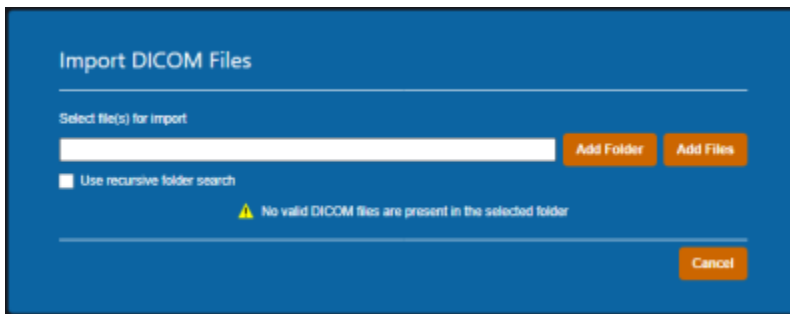 Import DICOM Files
Select file(s) for import
Add Folder
Add Files
Use recursive folder search
No valid DICOM files are present in the selected folder
Cancel